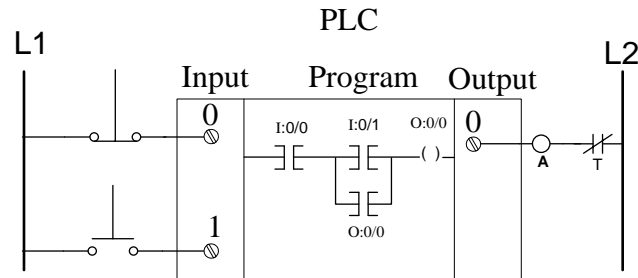 PLC
L1
L2
Input Program Output
0
I:0/0
I:0/1
O:0/0
0
A
T
O:0/0
1